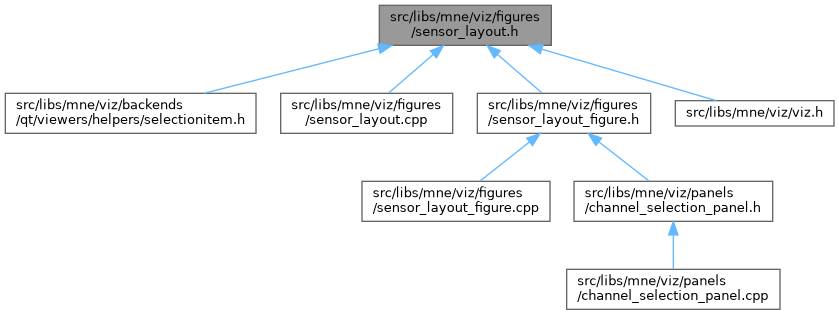 src/libs/mne/viz/figures
/sensor_layout.h
src/libs/mne/viz/backends
/qt/viewers/helpers/selectionitem.h
src/libs/mne/viz/figures
/sensor_layout.cpp
src/libs/mne/viz/figures
/sensor_layout_figure.h
src/libs/mne/viz/viz.h
src/libs/mne/viz/figures
/sensor_layout_figure.cpp
src/libs/mne/viz/panels
/channel_selection_panel.h
src/libs/mne/viz/panels
/channel_selection_panel.cpp